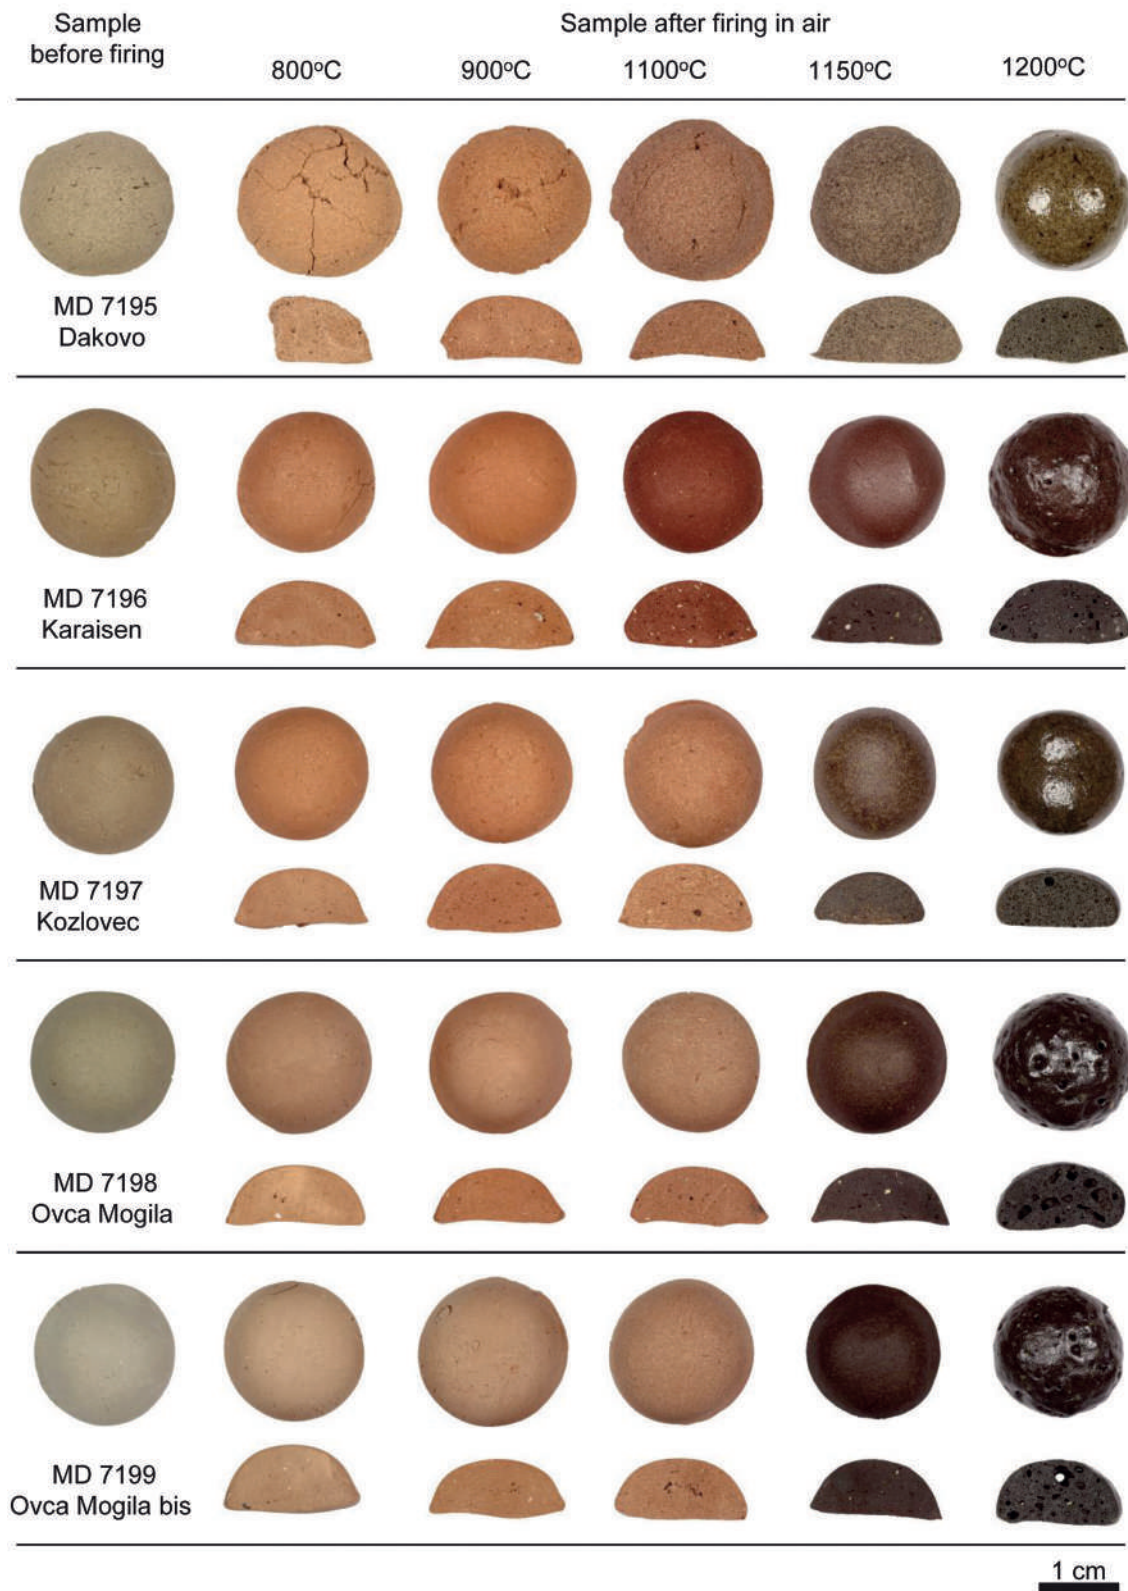 Sample
before firing
Sample after firing in air
800°C
900°C
1100°C
1150°C
1200°C
MD 7195
Dakovo
MD 7196
Karaisen
MD 7197
Kozlovec
MD 7198
Ovca Mogila
MD 7199
Ovca Mogila bis
1 cm